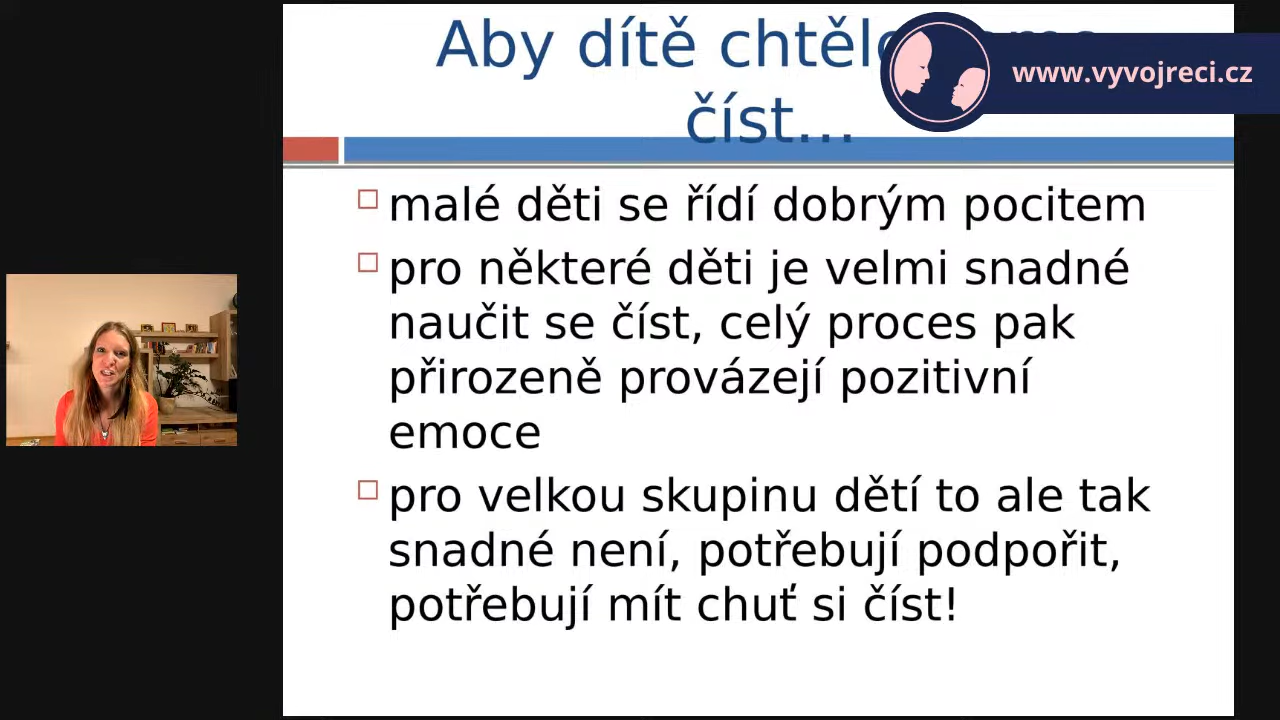 Aby dítě chtělo
www.vyvojreci.cz
číst...
malé děti se řídí dobrým pocitem
pro některé děti je velmi snadné
naučit se číst, celý proces pak
přirozeně provázejí pozitivní
emoce
pro velkou skupinu dětí to ale tak
snadné není, potřebují podpořit,
potřebují mít chuť si číst!